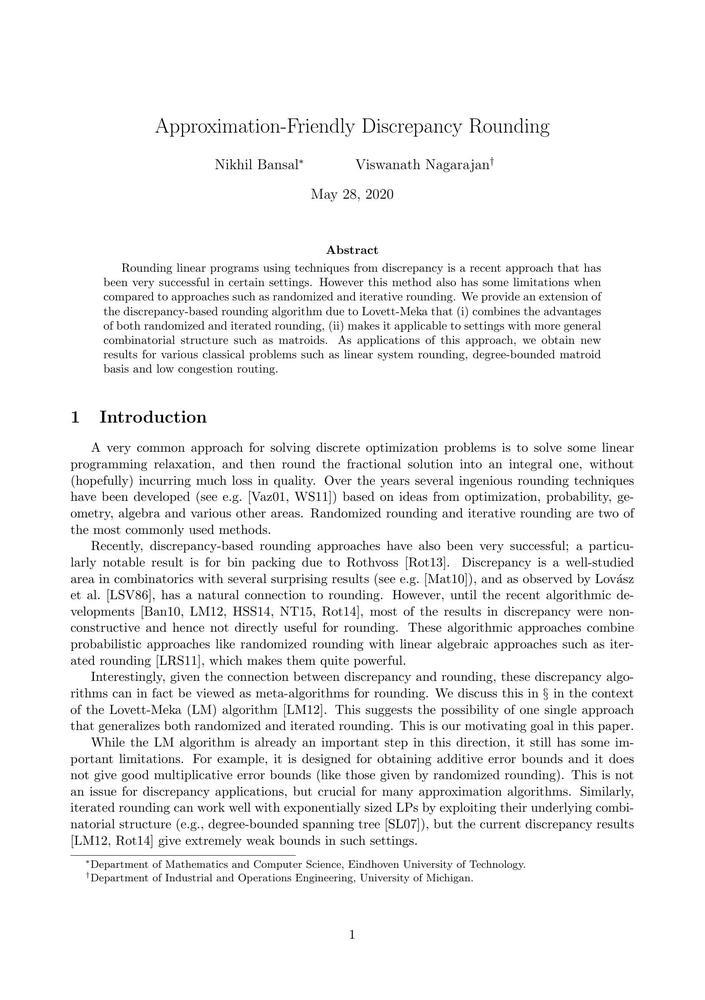 Approximation-Friendly Discrepancy Rounding
Nikhil Bansal* Viswanath Nagarajan†
May 28, 2020
Abstract
Rounding linear programs using techniques from discrepancy is a recent approach that has
been very successful in certain settings. However this method also has some limitations when
compared to approaches such as randomized and iterative rounding. We provide an extension of
the discrepancy-based rounding algorithm due to Lovett-Meka that (i) combines the advantages
of both randomized and iterated rounding, (ii) makes it applicable to settings with more general
combinatorial structure such as matroids. As applications of this approach, we obtain new
results for various classical problems such as linear system rounding, degree-bounded matroid
basis and low congestion routing.
1 Introduction
A very common approach for solving discrete optimization problems is to solve some linear
programming relaxation, and then round the fractional solution into an integral one, without
(hopefully) incurring much loss in quality. Over the years several ingenious rounding techniques
have been developed (see e.g. [Vaz01, WS11]) based on ideas from optimization, probability, ge-
ometry, algebra and various other areas. Randomized rounding and iterative rounding are two of
the most commonly used methods.
Recently, discrepancy-based rounding approaches have also been very successful; a particu-
larly notable result is for bin packing due to Rothvoss [Rot13]. Discrepancy is a well-studied
area in combinatorics with several surprising results (see e.g. [Mat10]), and as observed by Lovász
et al. [LSV86], has a natural connection to rounding. However, until the recent algorithmic de-
velopments [Ban10, LM12, HSS14, NT15, Rot14], most of the results in discrepancy were non-
constructive and hence not directly useful for rounding. These algorithmic approaches combine
probabilistic approaches like randomized rounding with linear algebraic approaches such as iter-
ated rounding [LRS11], which makes them quite powerful.
Interestingly, given the connection between discrepancy and rounding, these discrepancy algo-
rithms can in fact be viewed as meta-algorithms for rounding. We discuss this in § in the context
of the Lovett-Meka (LM) algorithm [LM12]. This suggests the possibility of one single approach
that generalizes both randomized and iterated rounding. This is our motivating goal in this paper.
While the LM algorithm is already an important step in this direction, it still has some im-
portant limitations. For example, it is designed for obtaining additive error bounds and it does
not give good multiplicative error bounds (like those given by randomized rounding). This is not
an issue for discrepancy applications, but crucial for many approximation algorithms. Similarly,
iterated rounding can work well with exponentially sized LPs by exploiting their underlying combi-
natorial structure (e.g., degree-bounded spanning tree [SL07]), but the current discrepancy results
[LM12, Rot14] give extremely weak bounds in such settings.
*Department of Mathematics and Computer Science, Eindhoven University of Technology.
†Department of Industrial and Operations Engineering, University of Michigan.
1